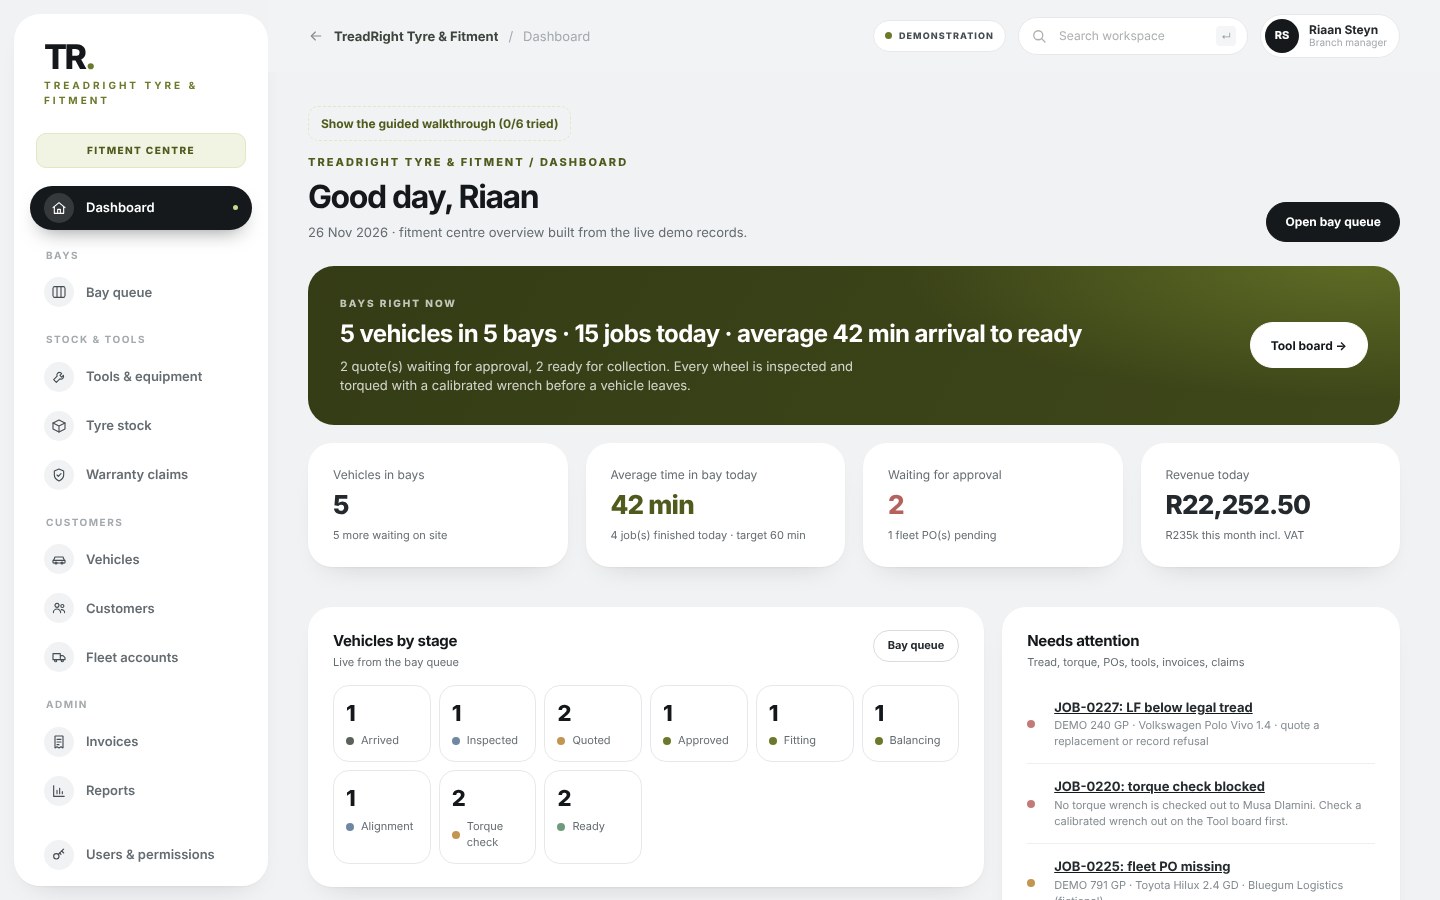 TR.
TREADRIGHT TYRE &
FITMENT
FITMENT CENTRE
Dashboard
BAYS
Bay queue
STOCK & TOOLS
Tools & equipment
Tyre stock
Warranty claims
CUSTOMERS
Vehicles
Customers
Fleet accounts
ADMIN
Invoices
Reports
Users & permissions
TreadRight Tyre & Fitment / Dashboard
DEMONSTRATION
Search workspace
RS
Riaan Steyn
Branch manager
Show the guided walkthrough (0/6 tried)
TREADRIGHT TYRE & FITMENT / DASHBOARD
Good day, Riaan
26 Nov 2026 · fitment centre overview built from the live demo records.
Open bay queue
BAYS RIGHT NOW
5 vehicles in 5 bays · 15 jobs today · average 42 min arrival to ready
2 quote(s) waiting for approval, 2 ready for collection. Every wheel is inspected and
torqued with a calibrated wrench before a vehicle leaves.
Tool board →
Vehicles in bays
5
5 more waiting on site
Average time in bay today
42 min
4 job(s) finished today · target 60 min
Waiting for approval
2
1 fleet PO(s) pending
Revenue today
R22,252.50
R235k this month incl. VAT
Vehicles by stage
Live from the bay queue
Bay queue
1
Arrived
1
Inspected
2
Quoted
1
Approved
1
Fitting
1
Balancing
1
Alignment
2
Torque
check
2
Ready
Needs attention
Tread, torque, POs, tools, invoices, claims
JOB-0227: LF below legal tread
DEMO 240 GP · Volkswagen Polo Vivo 1.4 · quote a
replacement or record refusal
JOB-0220: torque check blocked
No torque wrench is checked out to Musa Dlamini. Check a
calibrated wrench out on the Tool board first.
JOB-0225: fleet PO missing
DEMO 791 GP · Toyota Hilux 2.4 GD · Bluegum Logistics
(fictional)